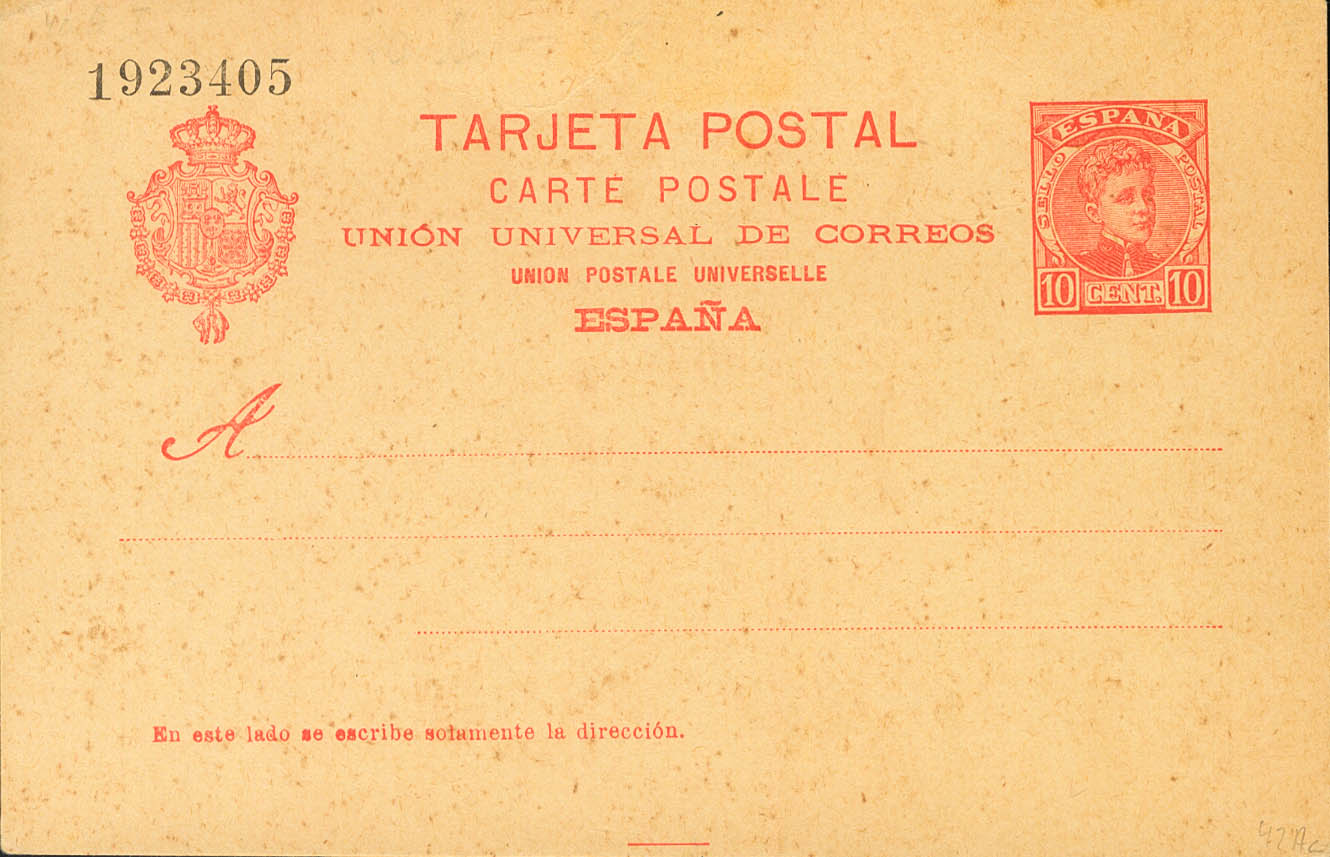 1923405
TARJETA POSTAL
CARTE POSTALE
UNIÓN UNIVERSAL DE CORREOS
UNION POSTALE UNIVERSELLE
ESPAÑA
ESPAÑA
SELLO POSTAL
10 CENT. 10
A
En este lado se escribe solamente la dirección.